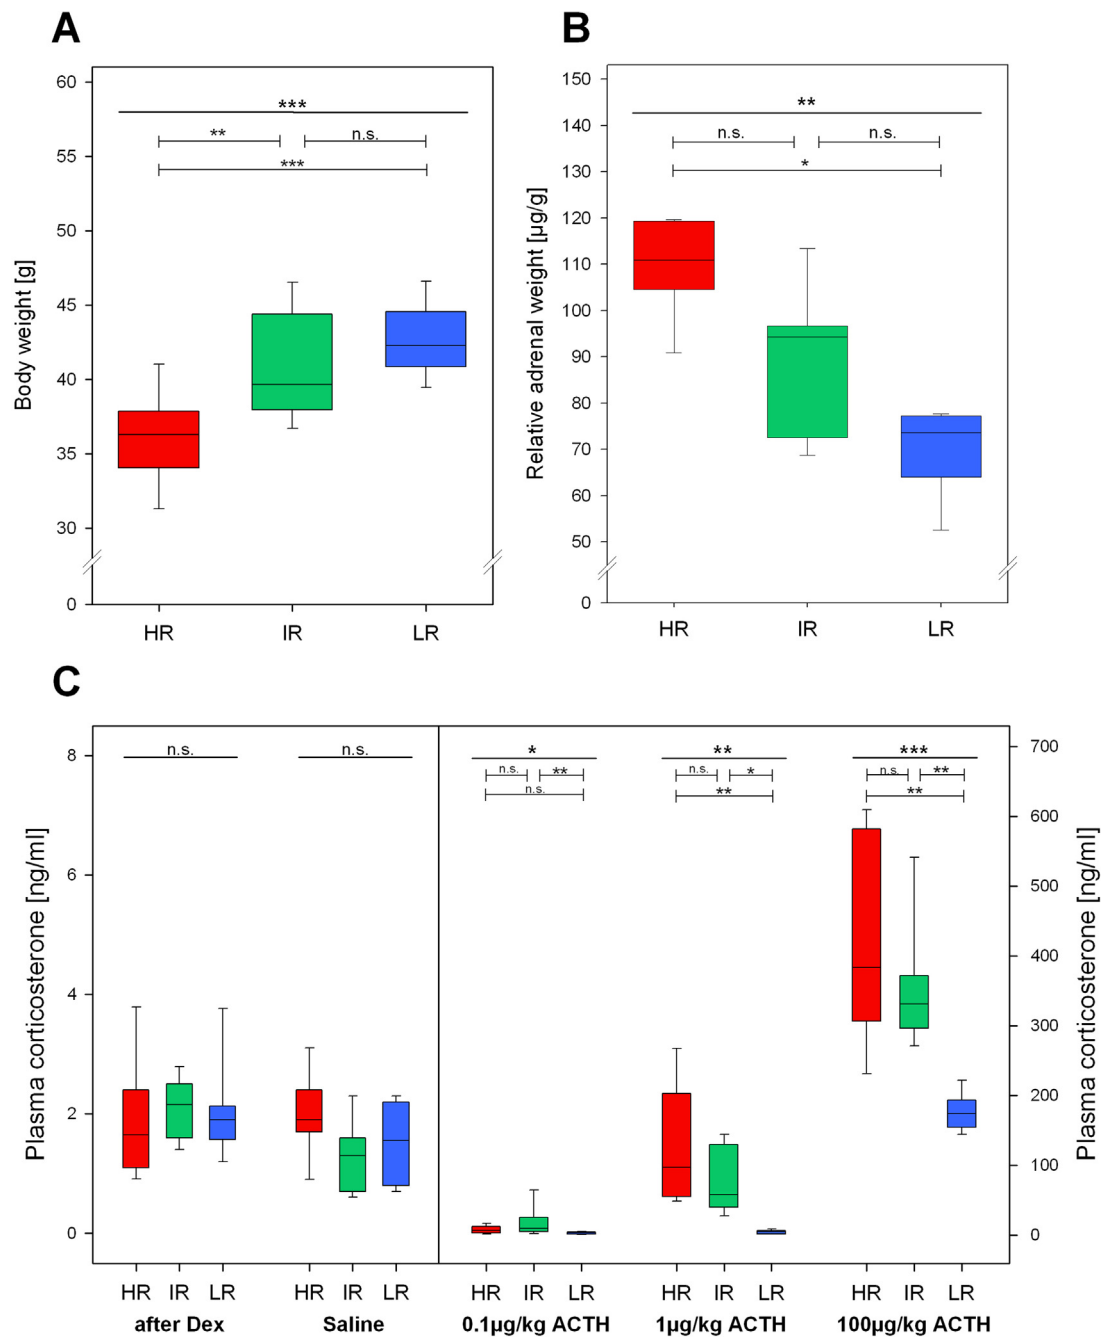 A
B
60
55
50
45
40
35
30
0
Body weight [g]
***
**
n.s.
***
HR IR LR
150
140
130
120
110
100
90
80
70
60
50
0
Relative adrenal weight [µg/g]
**
n.s.
n.s.
*
HR IR LR
C
8
6
4
2
0
Plasma corticosterone [ng/ml]
n.s.
n.s.
*
n.s.
**
n.s.
**
n.s.
*
**
***
n.s.
**
**
700
600
500
400
300
200
100
0
Plasma corticosterone [ng/ml]
HR IR LR HR IR LR HR IR LR HR IR LR HR IR LR
after Dex Saline 0.1µg/kg ACTH 1µg/kg ACTH 100µg/kg ACTH